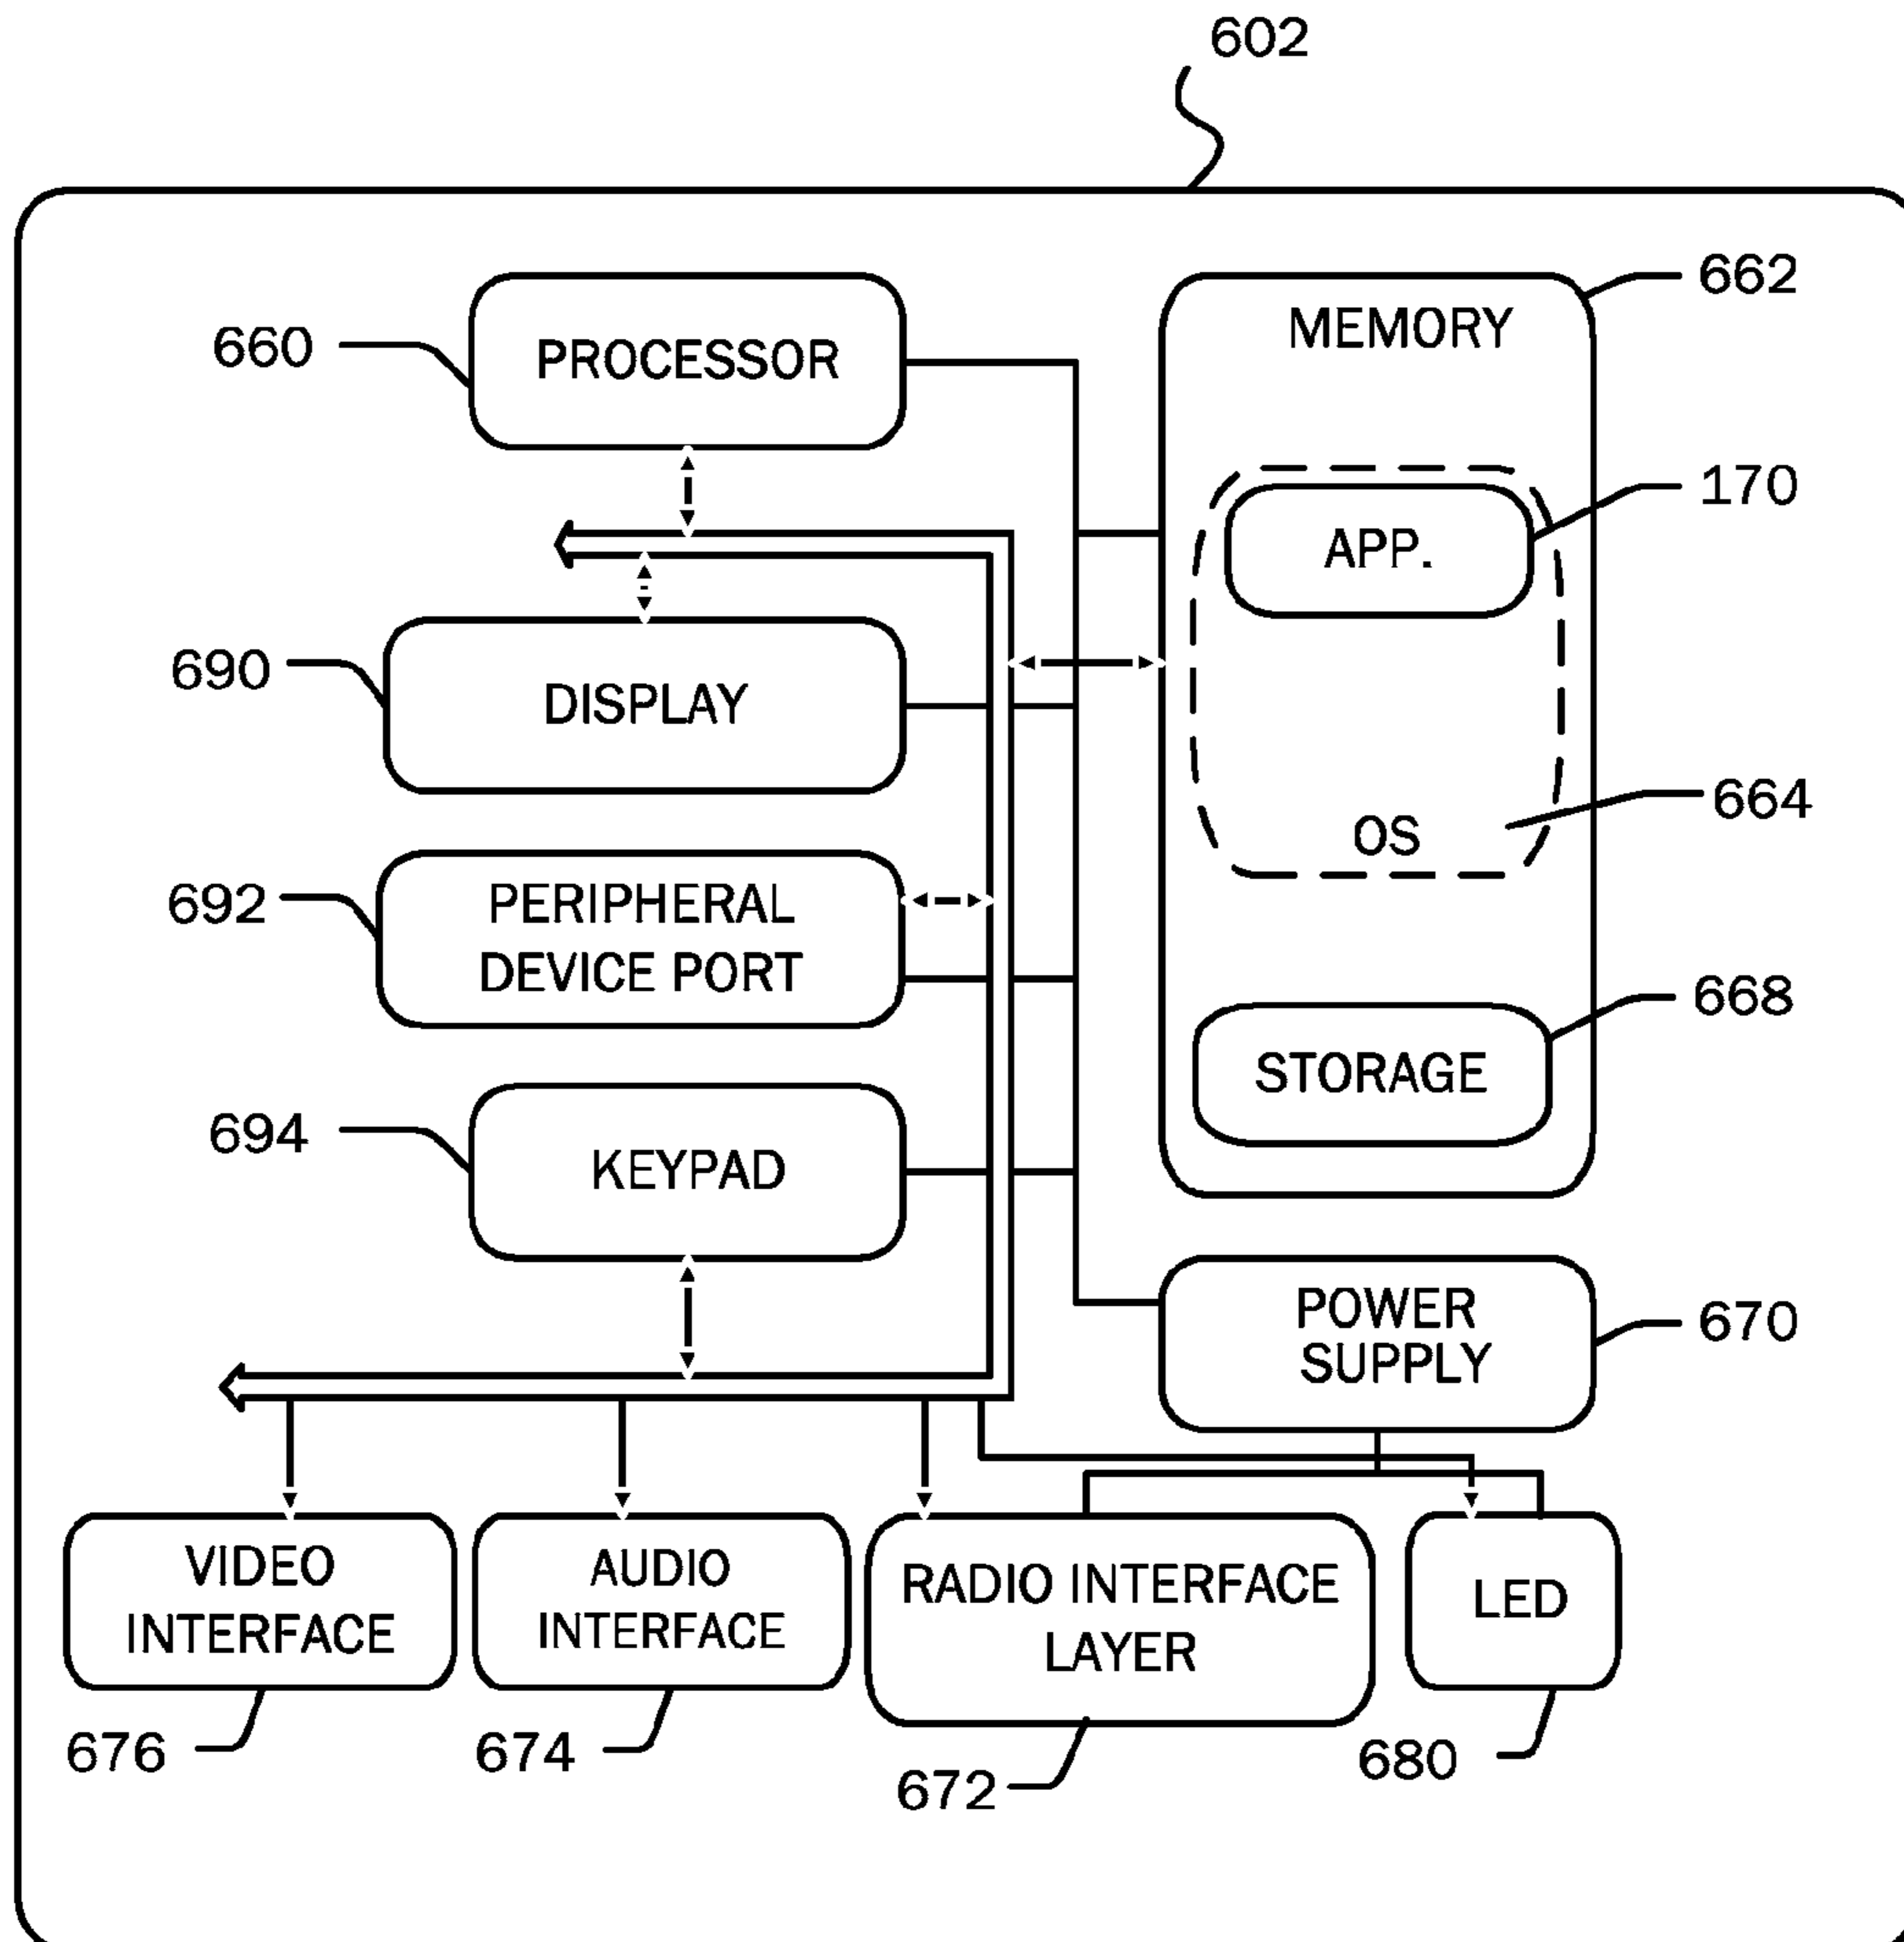 602
662
MEMORY
660
PROCESSOR
170
APP.
690
DISPLAY
664
OS
692
PERIPHERAL
DEVICE PORT
668
STORAGE
694
KEYPAD
POWER
SUPPLY
670
VIDEO
INTERFACE
AUDIO
INTERFACE
RADIO INTERFACE
LAYER
LED
676
674
672
680